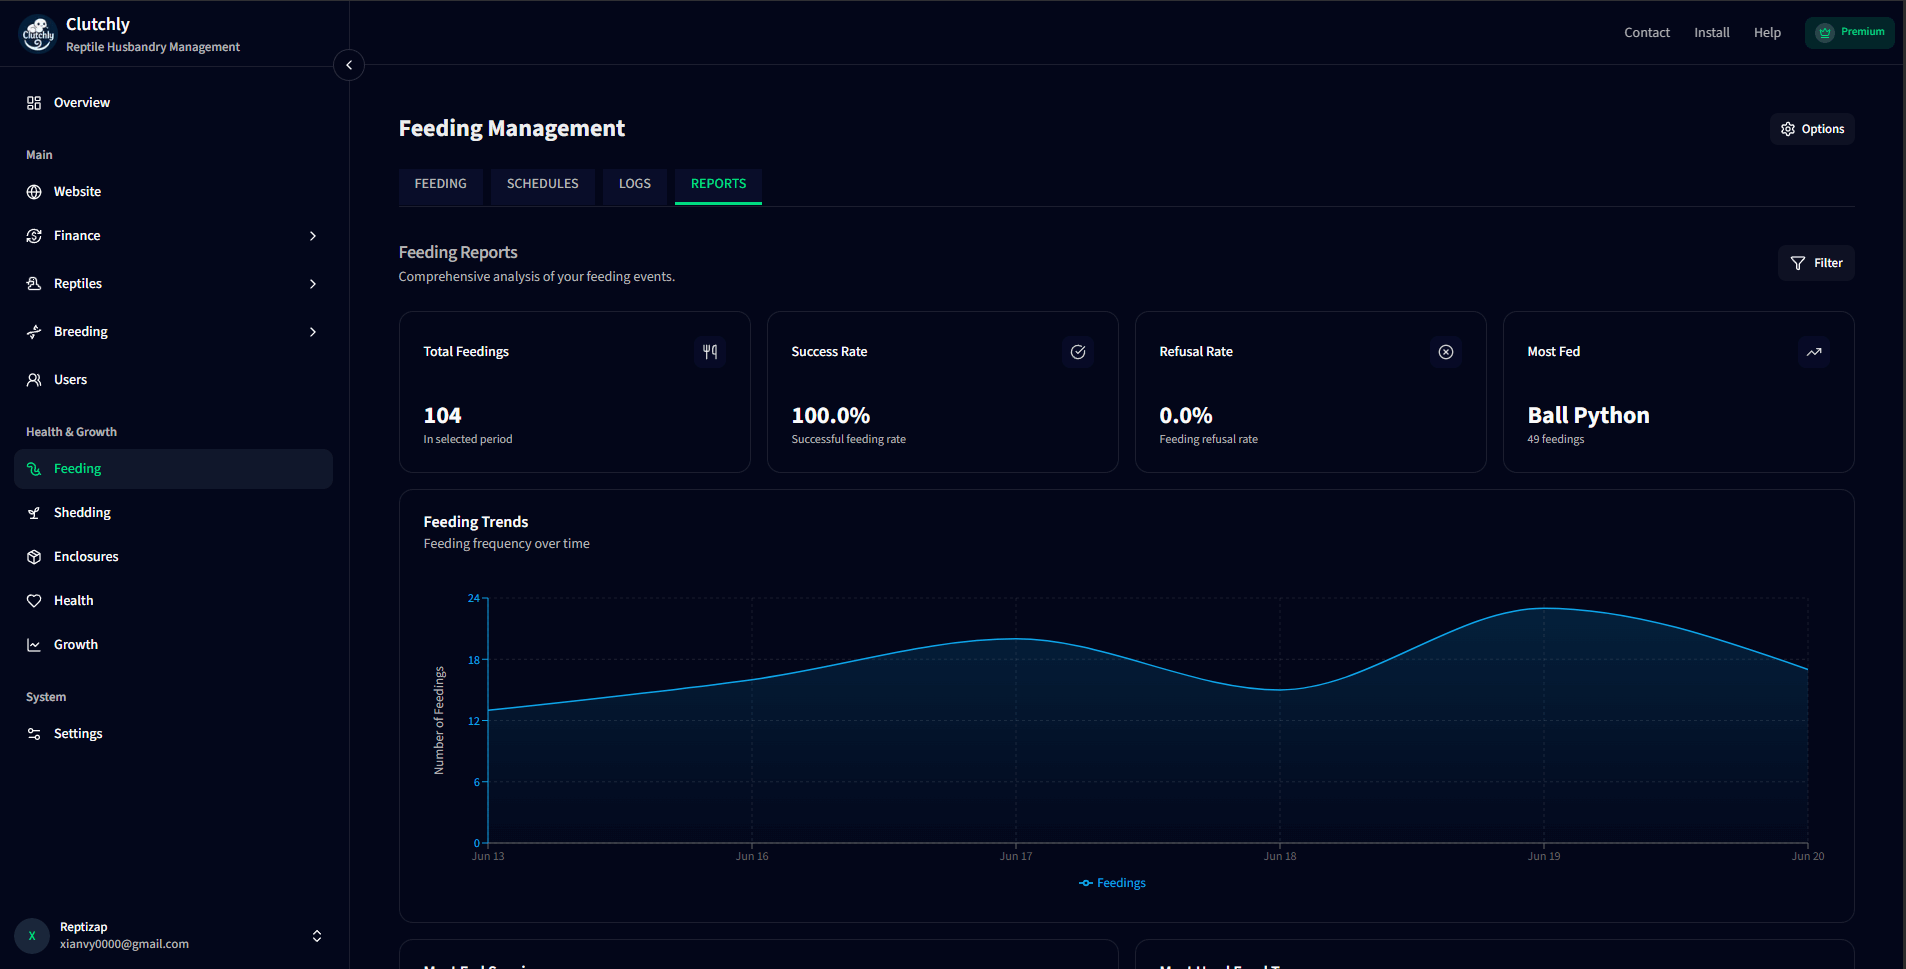 Clutchly
Clutchly
Reptile Husbandry Management
Contact
Install
Help
Premium
Overview
Main
Website
Finance
Reptiles
Breeding
Users
Health & Growth
Feeding
Shedding
Enclosures
Health
Growth
System
Settings
Reptizap
X
xianvy0000@gmail.com
Feeding Management
Options
FEEDING
SCHEDULES
LOGS
REPORTS
Feeding Reports
Comprehensive analysis of your feeding events.
Filter
Total Feedings
104
In selected period
Success Rate
100.0%
Successful feeding rate
Refusal Rate
0.0%
Feeding refusal rate
Most Fed
Ball Python
49 feedings
Feeding Trends
Feeding frequency over time
Number of Feedings
24
18
12
6
0
Jun 13
Jun 16
Jun 17
Jun 18
Jun 19
Jun 20
Feedings